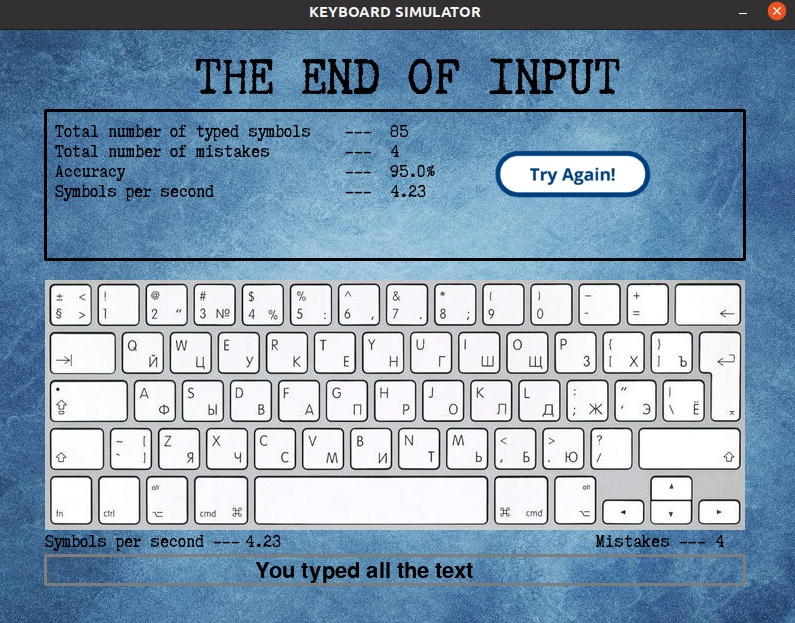 KEYBOARD SIMULATOR
THE END OF INPUT
Total number of typed symbols --- 85
Total number of mistakes --- 4
Accuracy --- 95.0%
Symbols per second --- 4.23
Try Again!
± < ! @ # $ % ^ & * ( ) _ +
§ > 1 2 " 3 № 4 % 5 : 6 , 7 . 8 ; 9 0 - =
Q W E R T Y U I O P { }
Й Ц У К Е Н Г Ш Щ З [ Х ] Ъ
A S D F G H J K L : " |
Ф Ы В А П Р О Л Д ; Ж ' Э \ Ё
~ [ Z X C V B N M < > ?
` ] Я Ч С М И Т Ь , Б . Ю /
alt alt
fn ctrl cmd cmd
Symbols per second --- 4.23 Mistakes --- 4
You typed all the text